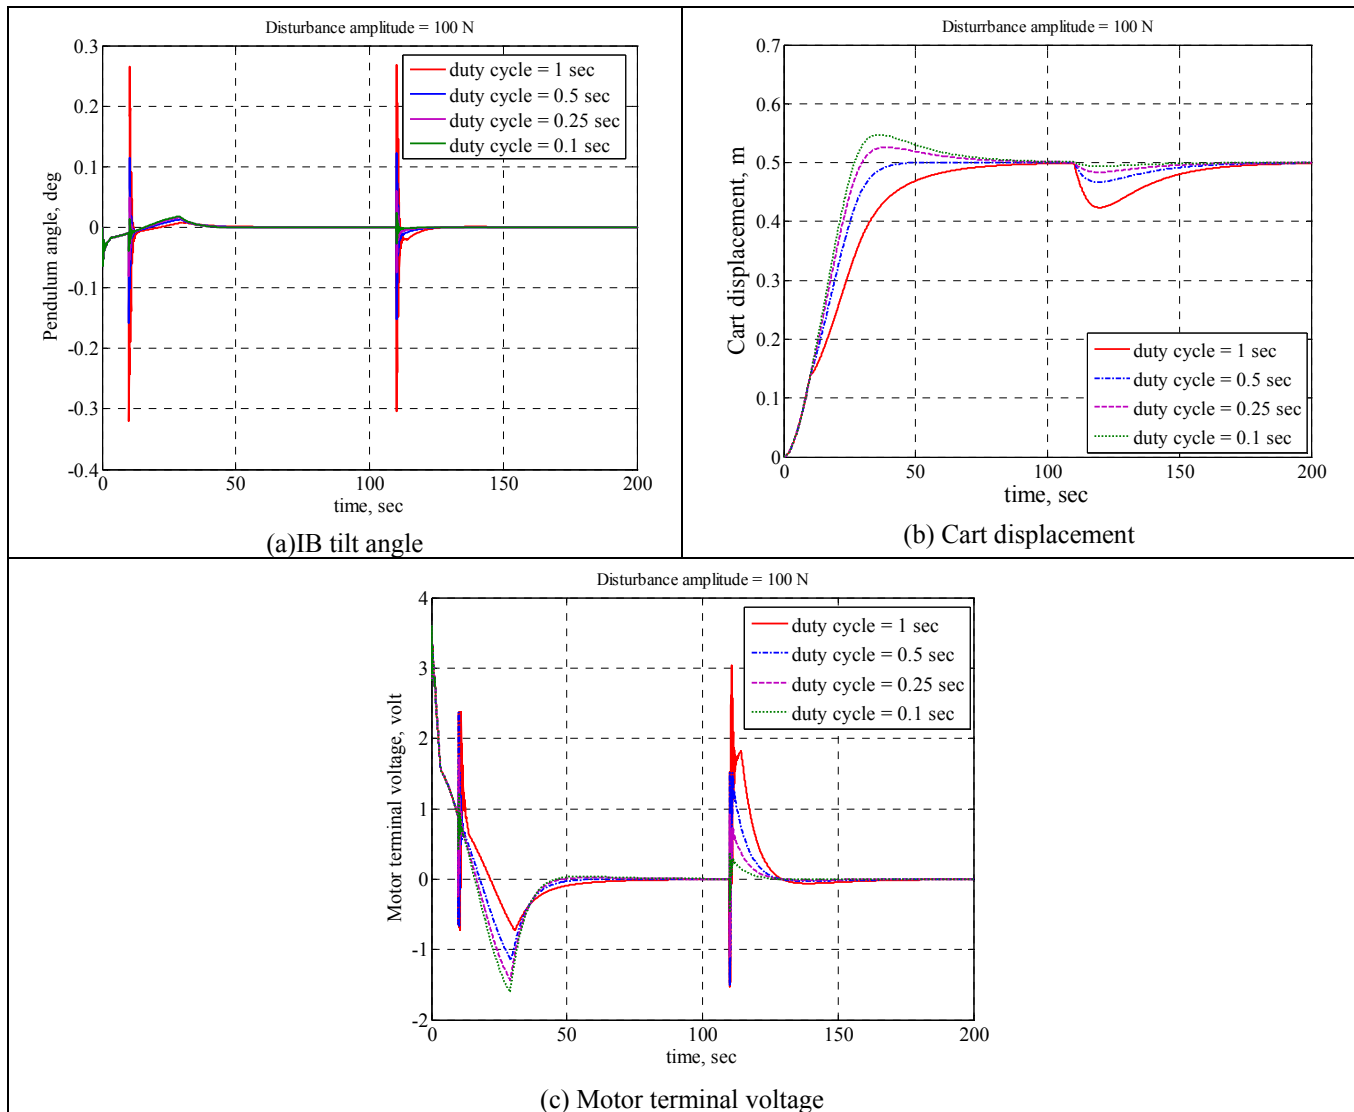 Disturbance amplitude = 100 N
0.3
0.2
0.1
0
-0.1
-0.2
-0.3
-0.4
Pendulum angle, deg
duty cycle = 1 sec
duty cycle = 0.5 sec
duty cycle = 0.25 sec
duty cycle = 0.1 sec
0 50 100 150 200
time, sec
(a)IB tilt angle
Disturbance amplitude = 100 N
0.7
0.6
0.5
0.4
0.3
0.2
0.1
0
Cart displacement, m
duty cycle = 1 sec
duty cycle = 0.5 sec
duty cycle = 0.25 sec
duty cycle = 0.1 sec
0 50 100 150 200
time, sec
(b) Cart displacement
Disturbance amplitude = 100 N
4
3
2
1
0
-1
-2
Motor terminal voltage, volt
duty cycle = 1 sec
duty cycle = 0.5 sec
duty cycle = 0.25 sec
duty cycle = 0.1 sec
0 50 100 150 200
time, sec
(c) Motor terminal voltage